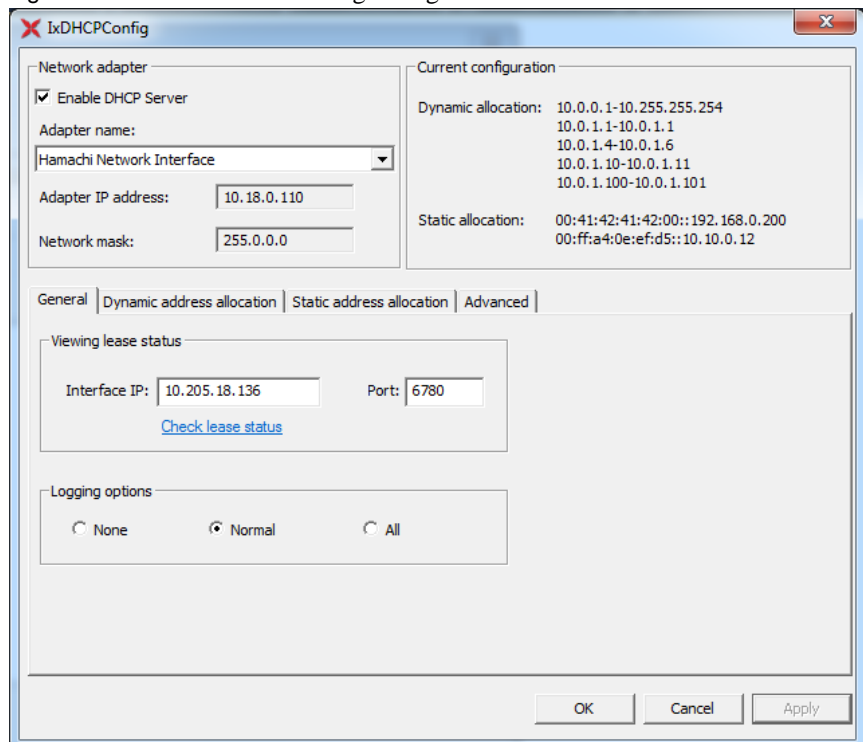 IxDHCPConfig
Network adapter
Enable DHCP Server
Adapter name:
Hamachi Network Interface
Adapter IP address: 10.18.0.110
Network mask: 255.0.0.0
Current configuration
Dynamic allocation: 10.0.0.1-10.255.255.254
10.0.1.1-10.0.1.1
10.0.1.4-10.0.1.6
10.0.1.10-10.0.1.11
10.0.1.100-10.0.1.101
Static allocation: 00:41:42:41:42:00::192.168.0.200
00:ff:a4:0e:ef:d5::10.10.0.12
General Dynamic address allocation Static address allocation Advanced
Viewing lease status
Interface IP: 10.205.18.136 Port: 6780
Check lease status
Logging options
None Normal All
OK Cancel Apply